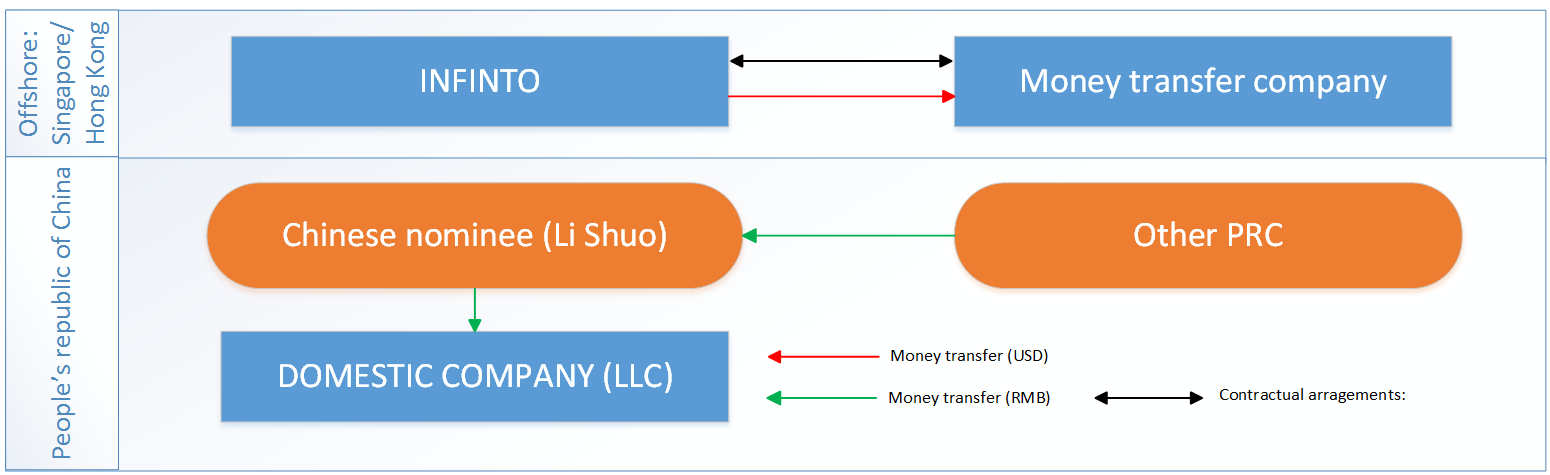 Offshore:
Singapore/
Hong Kong
INFINTO
Money transfer company
People's republic of China
Chinese nominee (Li Shuo)
Other PRC
DOMESTIC COMPANY (LLC)
Money transfer (USD)
Money transfer (RMB)
Contractual arragements: